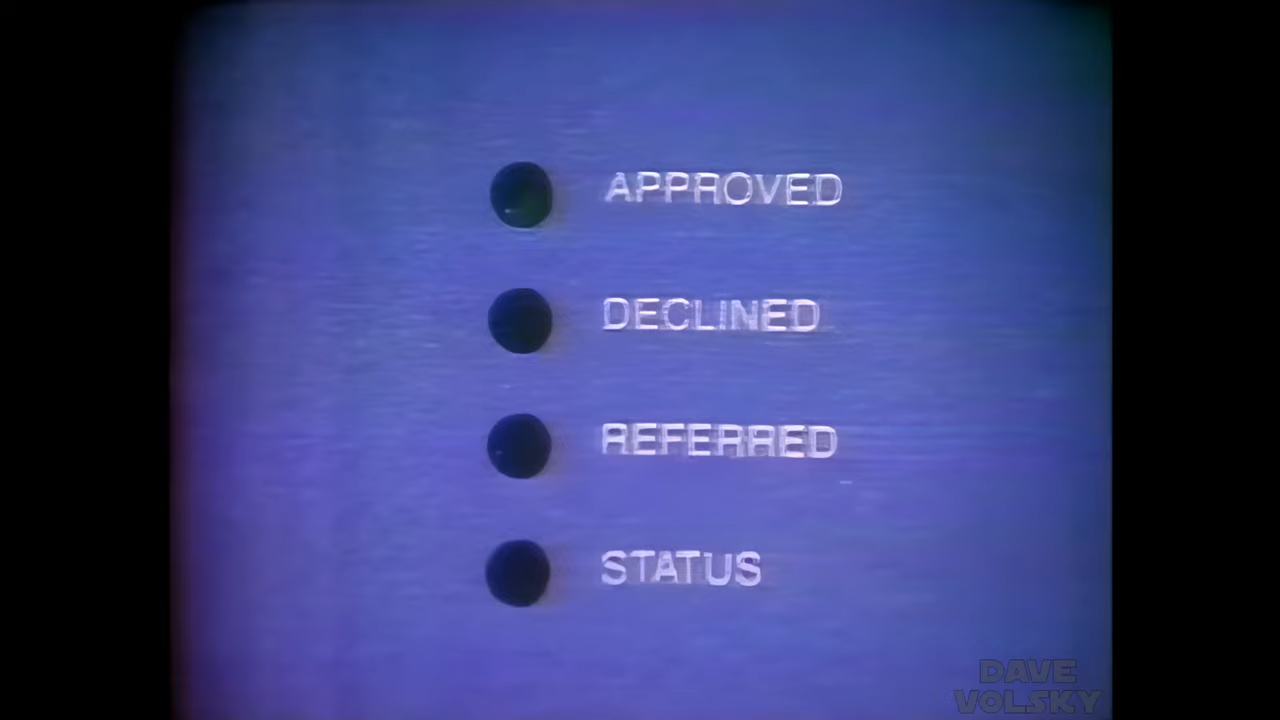 APPROVED
DECLINED
REFERRED
STATUS
DAVE
VOLSKY